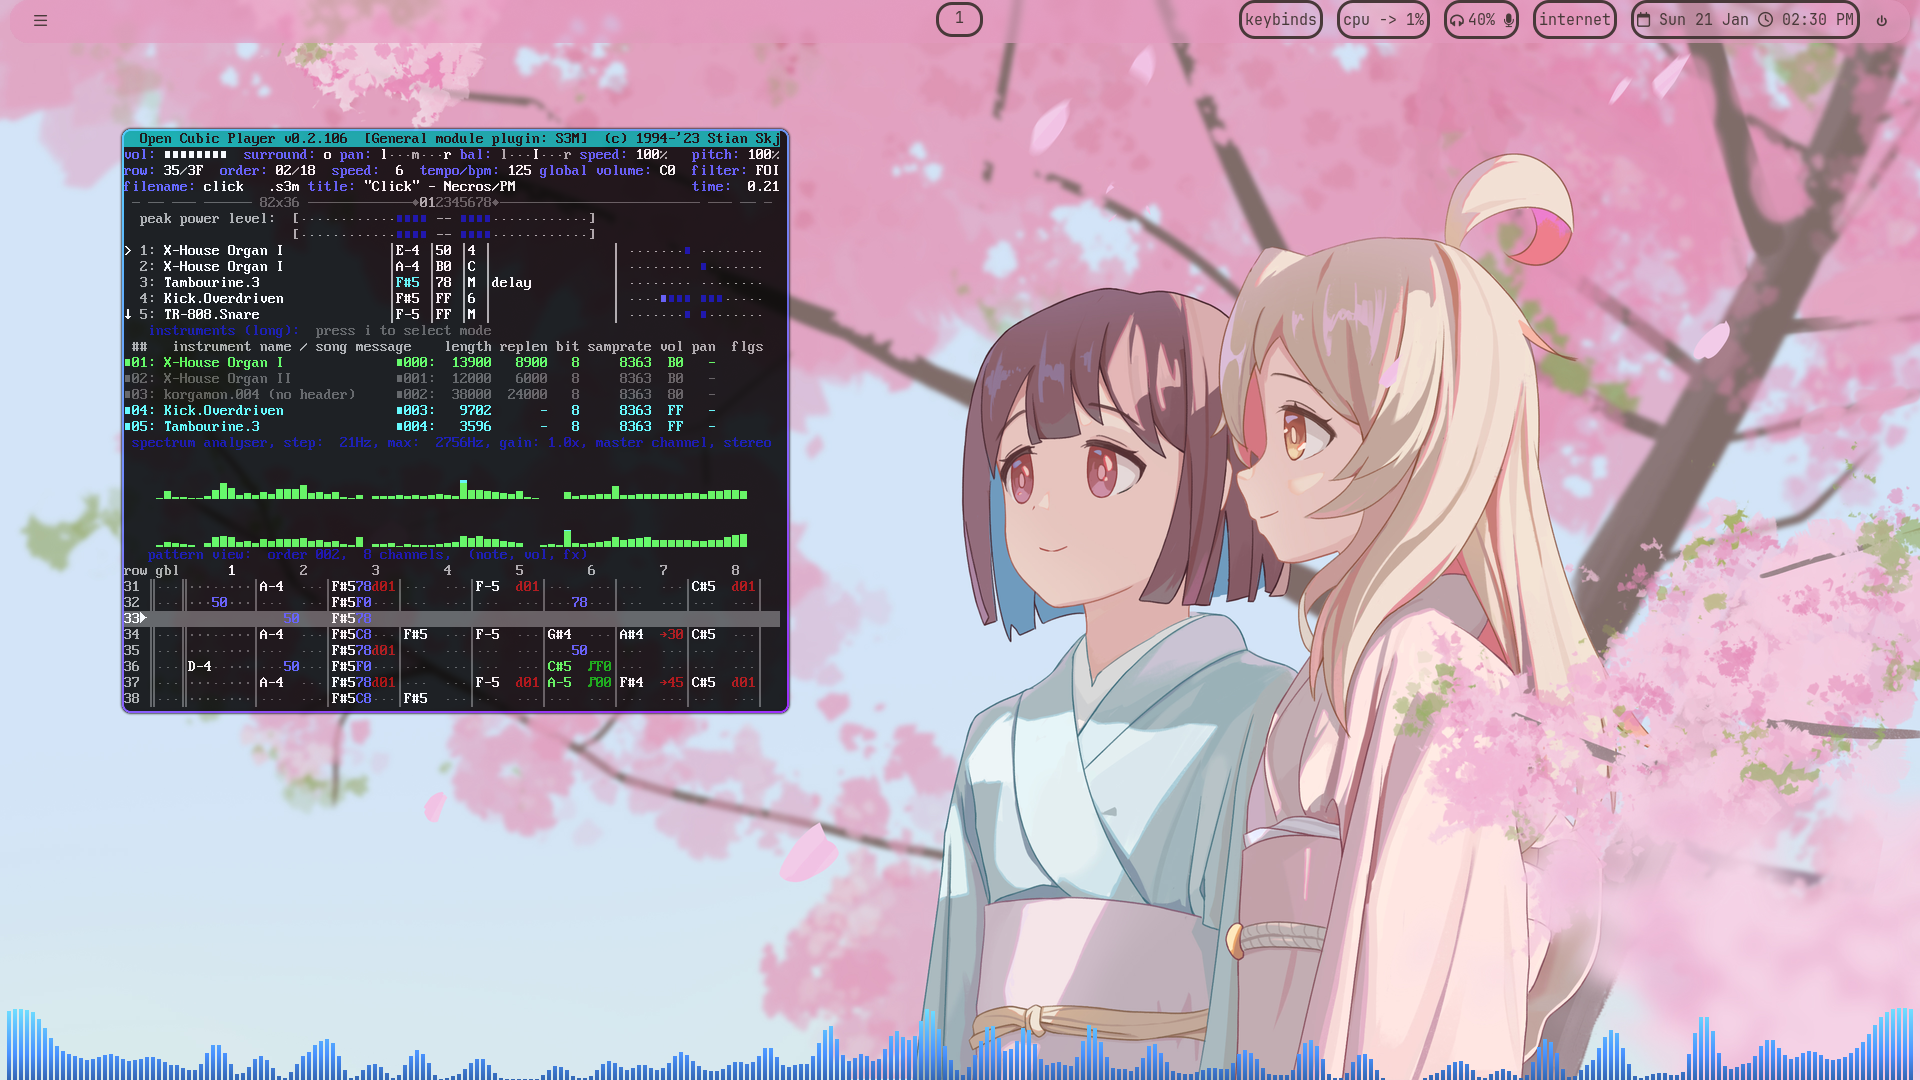 1
keybinds
cpu -> 1%
40%
internet
Sun 21 Jan 02:30 PM
Open Cubic Player v0.2.106 [General module plugin: S3M] (c) 1994-'23 Stian Skj
vol: surround: o pan: l···m···r bal: l···I···r speed: 100% pitch: 100%
row: 35/3F order: 02/18 speed: 6 tempo/bpm: 125 global volume: C0 filter: FOI
filename: click .s3m title: "Click" - Necros/PM time: 0.21
82x36 012345678
peak power level: [············ -- ············]
[············ -- ············]
> 1: X-House Organ I |E-4 |50 |4
2: X-House Organ I |A-4 |B0 |C
3: Tambourine.3 |F#5 |78 |M |delay
4: Kick.Overdriven |F#5 |FF |6
↓ 5: TR-808.Snare |F-5 |FF |M
instruments (long): press i to select mode
## instrument name / song message length replen bit samprate vol pan flgs
01: X-House Organ I 000: 13900 8900 8 8363 B0 -
02: X-House Organ II 001: 12000 6000 8 8363 B0 -
03: korgamon.004 (no header) 002: 38000 24000 8 8363 80 -
04: Kick.Overdriven 003: 9702 - 8 8363 FF -
05: Tambourine.3 004: 3596 - 8 8363 FF -
spectrum analyser, step: 21Hz, max: 2756Hz, gain: 1.0x, master channel, stereo
pattern view: order 002, 8 channels, (note, vol, fx)
row gbl 1 2 3 4 5 6 7 8
31 A-4 F#578d01 F-5 d01 C#5 d01
32 50 F#5F0 78
33 50 F#578
34 A-4 F#5C8 F#5 F-5 G#4 A#4 →30 C#5
35 F#578d01 50
36 D-4 50 F#5F0 C#5 ♪F0
37 A-4 F#578d01 F-5 d01 A-5 ♪00 F#4 →45 C#5 d01
38 F#5C8 F#5